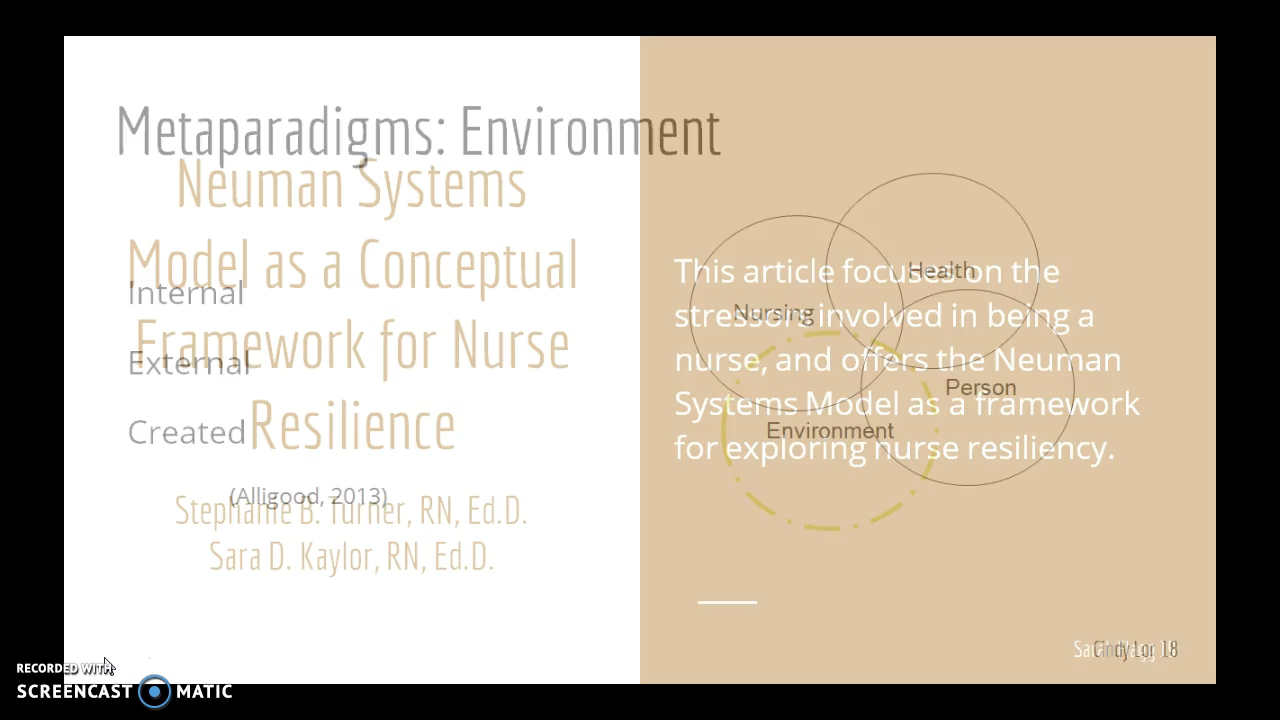 Metaparadigms: Environment
Internal
External
Created
(Alligood, 2013)
Neuman Systems
Model as a Conceptual
Framework for Nurse
Resilience
Stephanie B. Turner, RN, Ed.D.
Sara D. Kaylor, RN, Ed.D.
Health
Nursing
Person
Environment
This article focuses on the
stressors involved in being a
nurse, and offers the Neuman
Systems Model as a framework
for exploring nurse resiliency.
18
RECORDED WITH
SCREENCAST MATIC